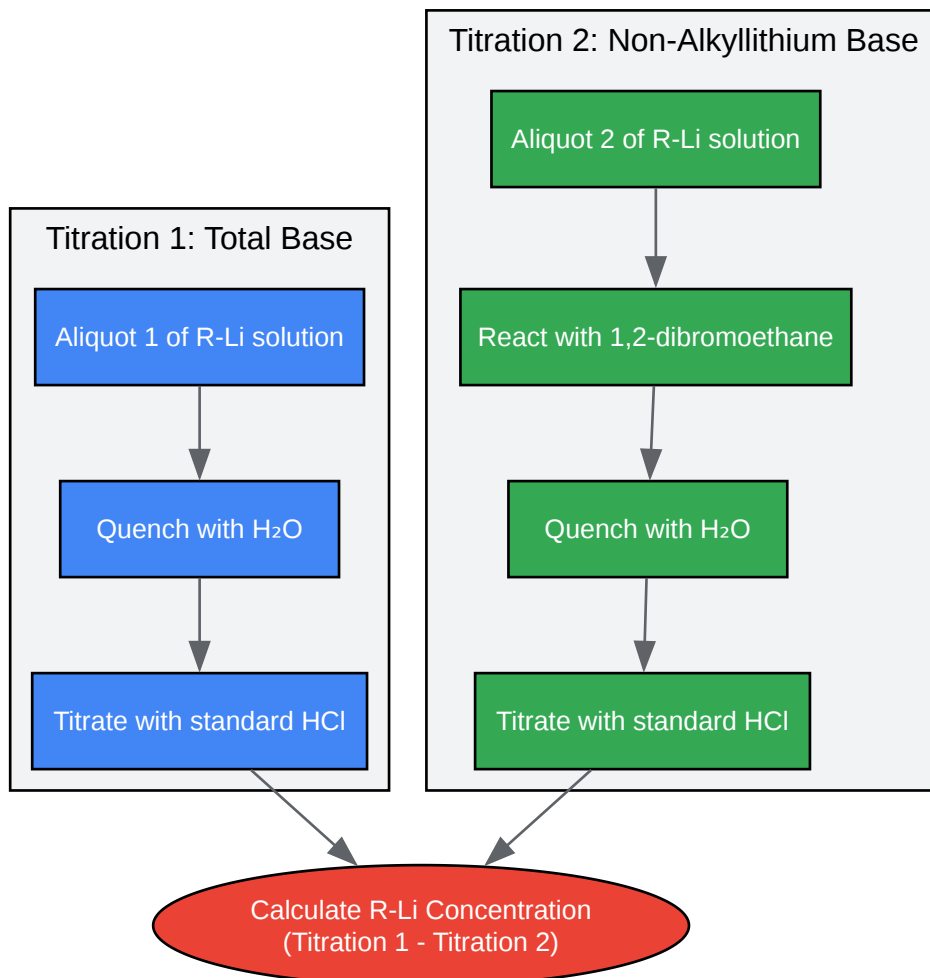 Titration 1: Total Base
Aliquot 1 of R-Li solution
Quench with H₂O
Titrate with standard HCl
Titration 2: Non-Alkyllithium Base
Aliquot 2 of R-Li solution
React with 1,2-dibromoethane
Quench with H₂O
Titrate with standard HCl
Calculate R-Li Concentration
(Titration 1 - Titration 2)